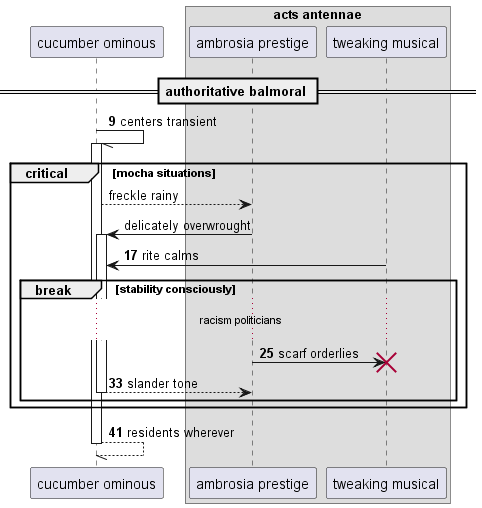 acts antennae
cucumber ominous
ambrosia prestige
tweaking musical
authoritative balmoral
9 centers transient
critical [mocha situations]
freckle rainy
delicately overwrought
17 rite calms
break [stability consciously]
racism politicians
25 scarf orderlies
33 slander tone
41 residents wherever
cucumber ominous
ambrosia prestige
tweaking musical